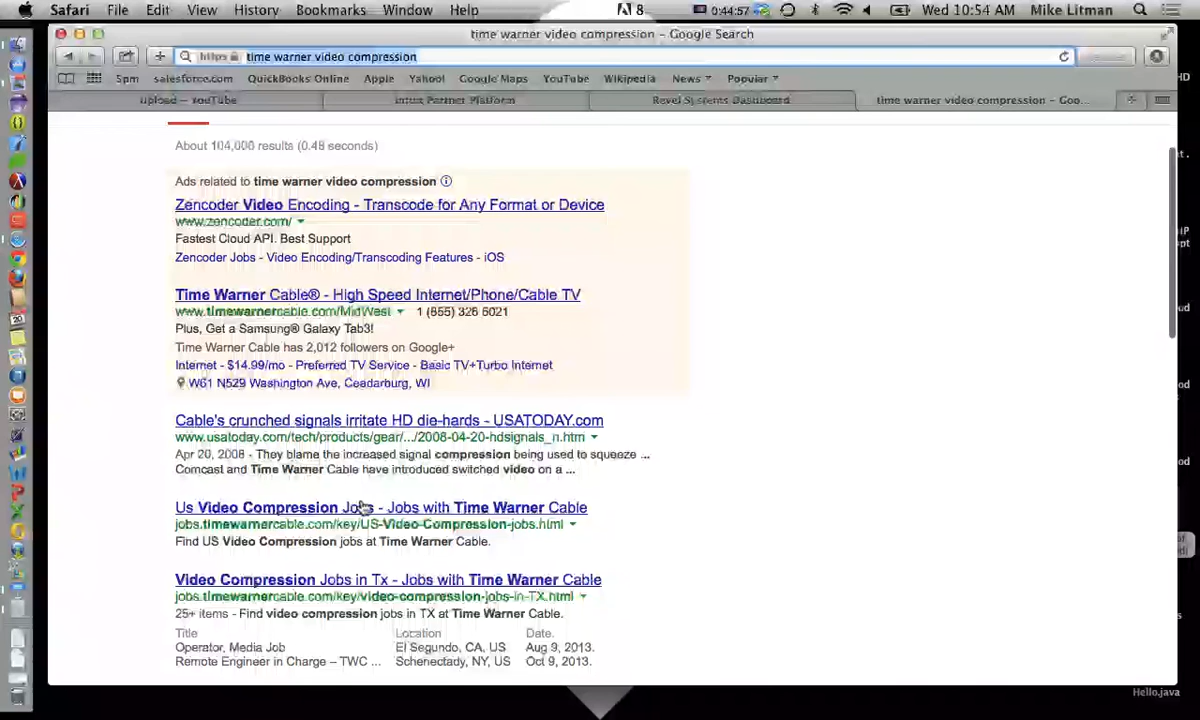 Safari File Edit View History Bookmarks Window Help 8 0:44:57 Wed 10:54 AM Mike Litman
time warner video compression – Google Search
https time warner video compression
5pm salesforce.com QuickBooks Online Apple Yahoo! Google Maps YouTube Wikipedia News Popular
upload — YouTube Intuit Partner Platform Revel Systems Dashboard time warner video compression – Goo...
About 104,000 results (0.48 seconds)
Ads related to time warner video compression
Zencoder Video Encoding - Transcode for Any Format or Device
www.zencoder.com/
Fastest Cloud API. Best Support
Zencoder Jobs - Video Encoding/Transcoding Features - iOS
Time Warner Cable® - High Speed Internet/Phone/Cable TV
www.timewarnercable.com/MidWest 1 (855) 326 6021
Plus, Get a Samsung® Galaxy Tab3!
Time Warner Cable has 2,012 followers on Google+
Internet - $14.99/mo - Preferred TV Service - Basic TV+Turbo Internet
W61 N529 Washington Ave, Cedarburg, WI
Cable's crunched signals irritate HD die-hards - USATODAY.com
www.usatoday.com/tech/products/gear/.../2008-04-20-hdsignals_n.htm
Apr 20, 2008 - They blame the increased signal compression being used to squeeze ...
Comcast and Time Warner Cable have introduced switched video on a ...
Us Video Compression Jobs - Jobs with Time Warner Cable
jobs.timewarnercable.com/key/US-Video-Compression-jobs.html
Find US Video Compression jobs at Time Warner Cable.
Video Compression Jobs in Tx - Jobs with Time Warner Cable
jobs.timewarnercable.com/key/video-compression-jobs-in-TX.html
25+ items - Find video compression jobs in TX at Time Warner Cable.
Title Location Date.
Operator, Media Job El Segundo, CA, US Aug 9, 2013.
Remote Engineer in Charge – TWC ... Schenectady, NY, US Oct 9, 2013.
Hello.java